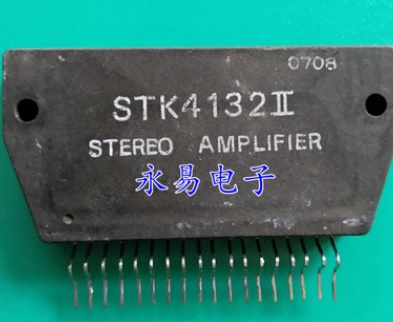 0708
STK4132II
STEREO AMPLIFIER
永易电子